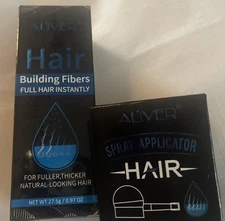 ALIVER
Hair
Building Fibers
FULL HAIR INSTANTLY
FOR FULLER,THICKER
NATURAL-LOOKING HAIR
NET WT 27.5g / 0.97 OZ
ALIVER
SPRAY APPLICATOR
HAIR